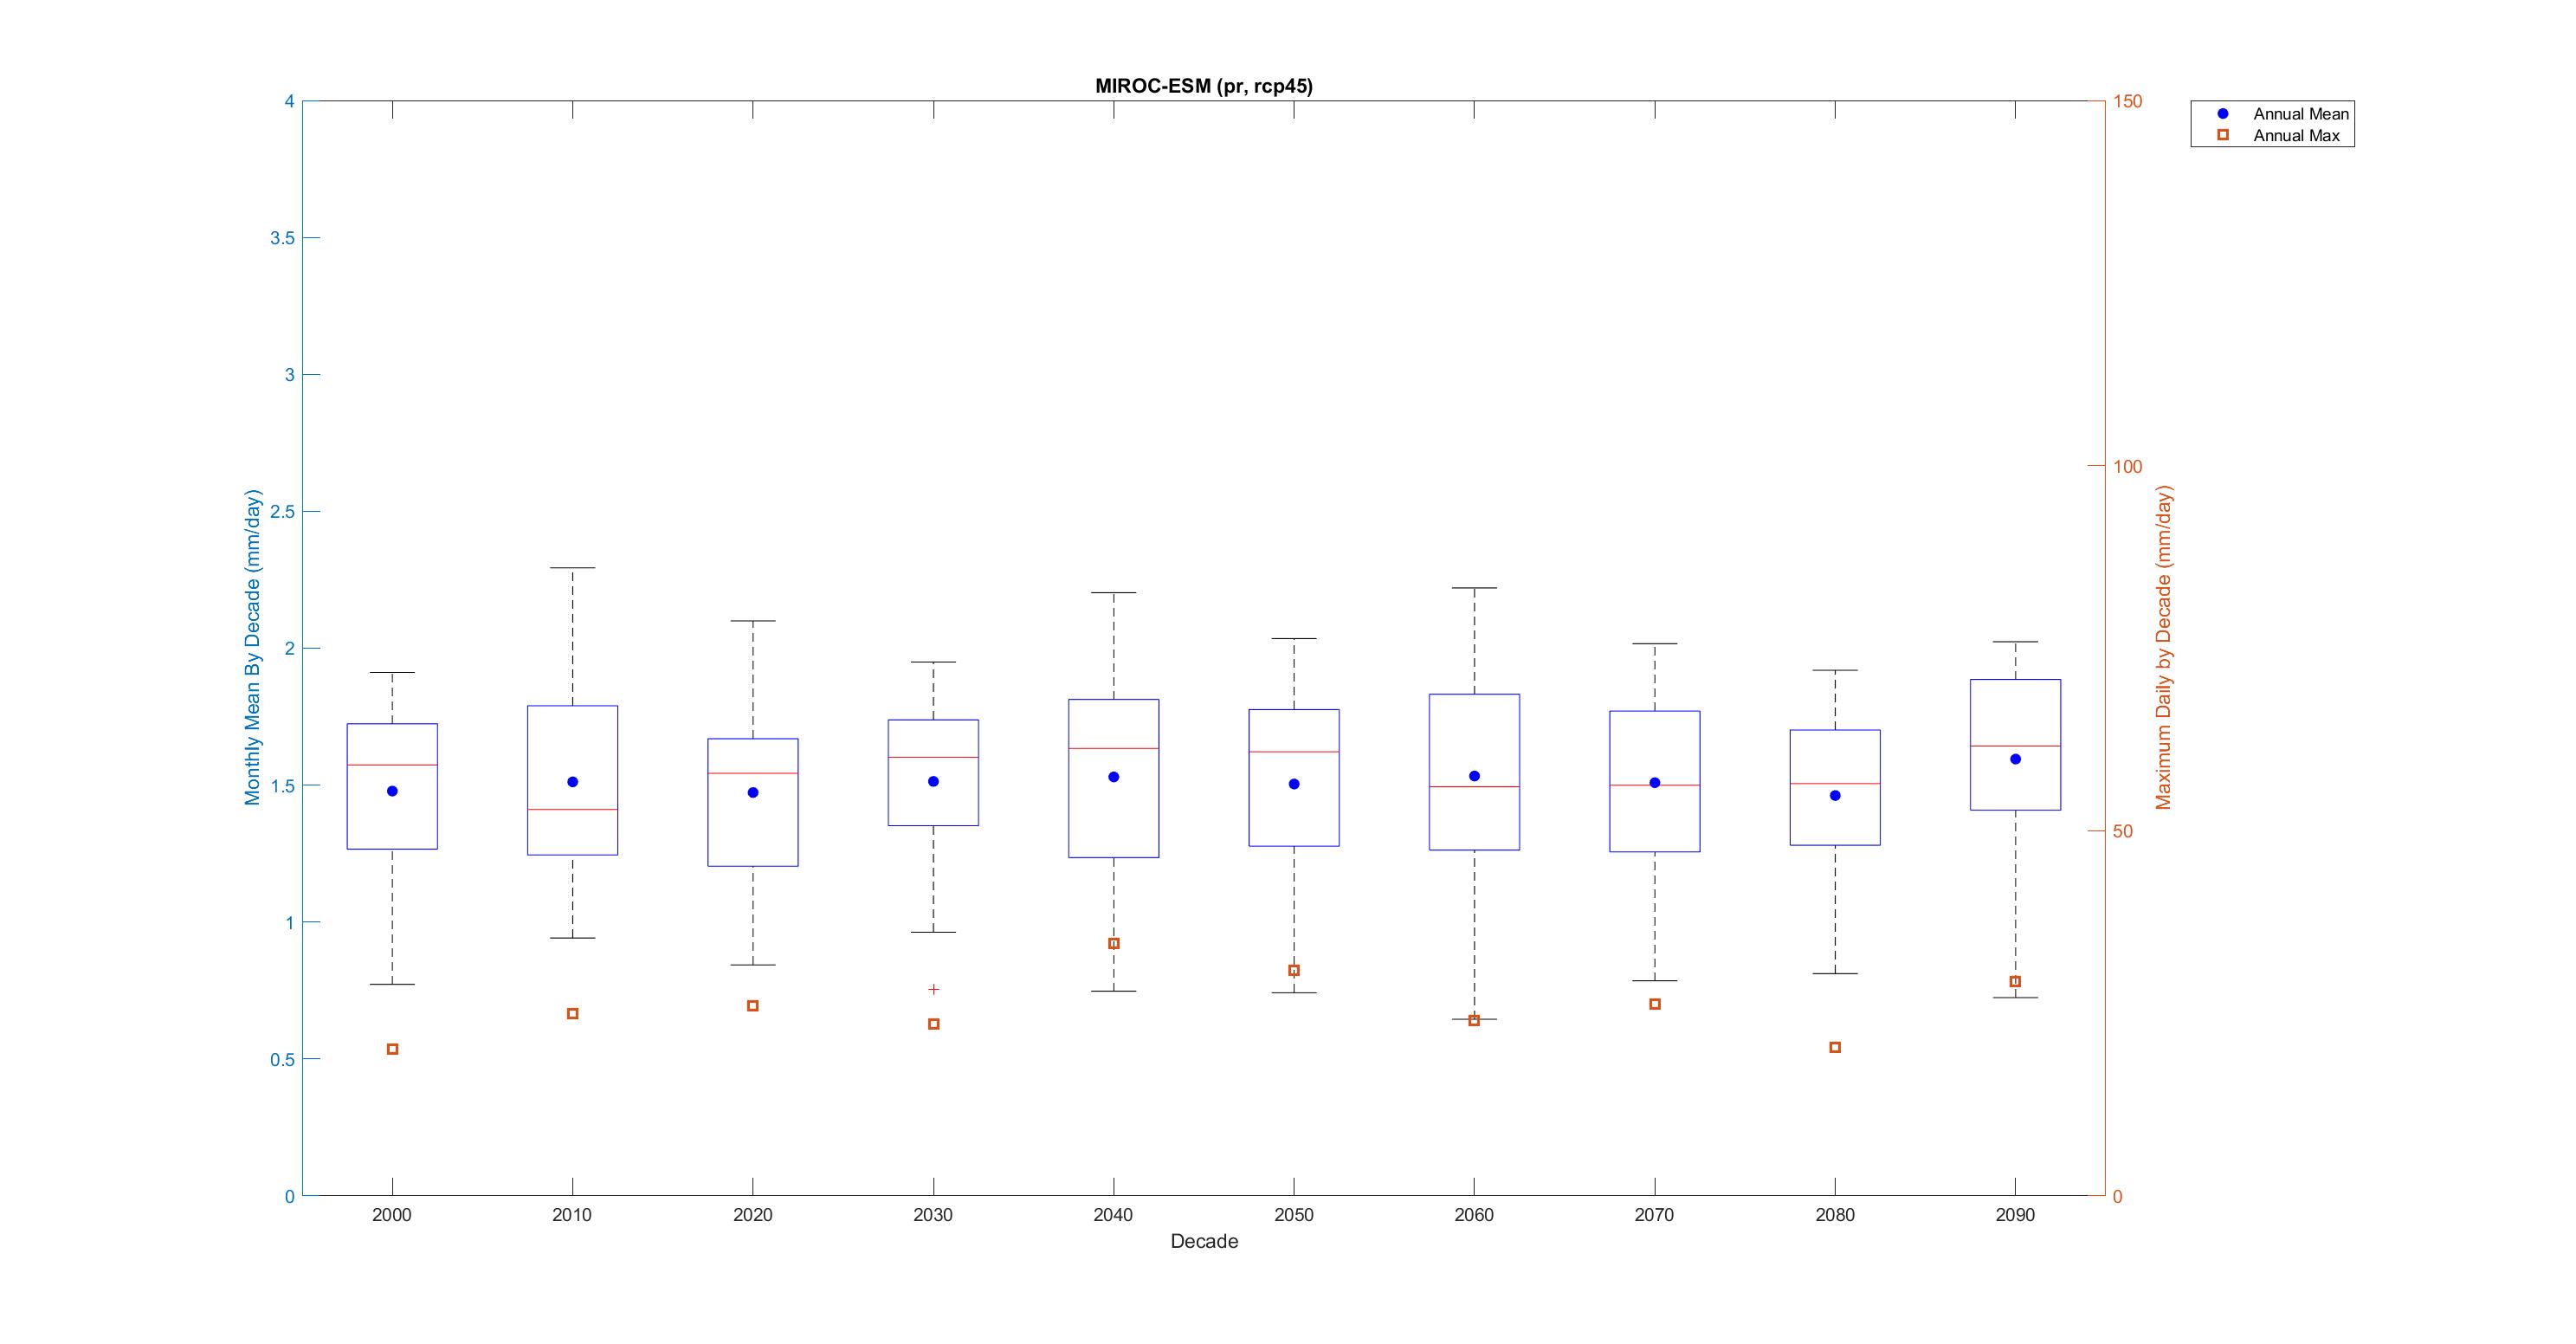 MIROC-ESM (pr, rcp45)
Annual Mean
Annual Max
Monthly Mean By Decade (mm/day)
4
3.5
3
2.5
2
1.5
1
0.5
0
150
100
50
0
Maximum Daily by Decade (mm/day)
2000 2010 2020 2030 2040 2050 2060 2070 2080 2090
Decade